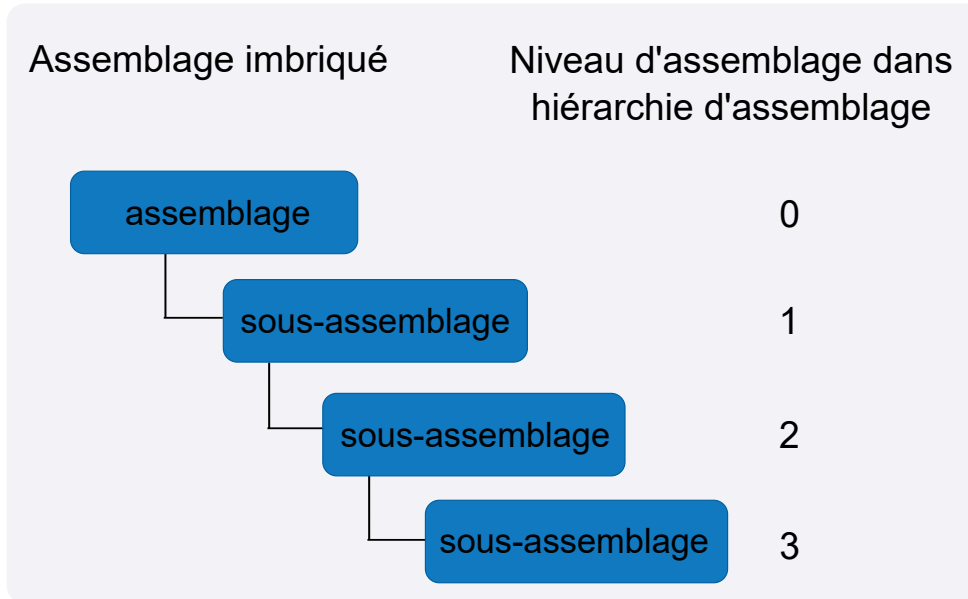 Assemblage imbriqué
Niveau d'assemblage dans
hiérarchie d'assemblage
assemblage
0
sous-assemblage
1
sous-assemblage
2
sous-assemblage
3